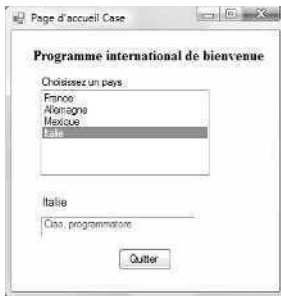 Page d'accueil Case
Programme international de bienvenue
Choisissez un pays
France
Allemagne
Mexique
Italie
Italie
Ciao, programmatore
Quitter